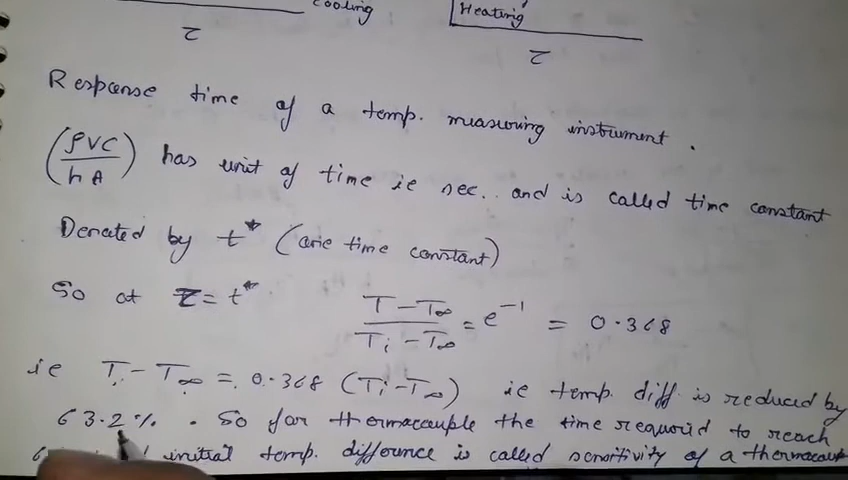 cooling
Heating
τ
τ
Response time of a temp. measuring instrument.
(ρVC / hA) has unit of time ie sec.. and is called time constant
Denoted by t* (one time constant)
So at τ = t* (T - T∞) / (Ti - T∞) = e^-1 = 0.368
ie T - T∞ = 0.368 (Ti - T∞) ie temp. diff. is reduced by
63.2 %. So for thermocouple the time required to reach
initial temp. difference is called sensitivity of a thermocouple